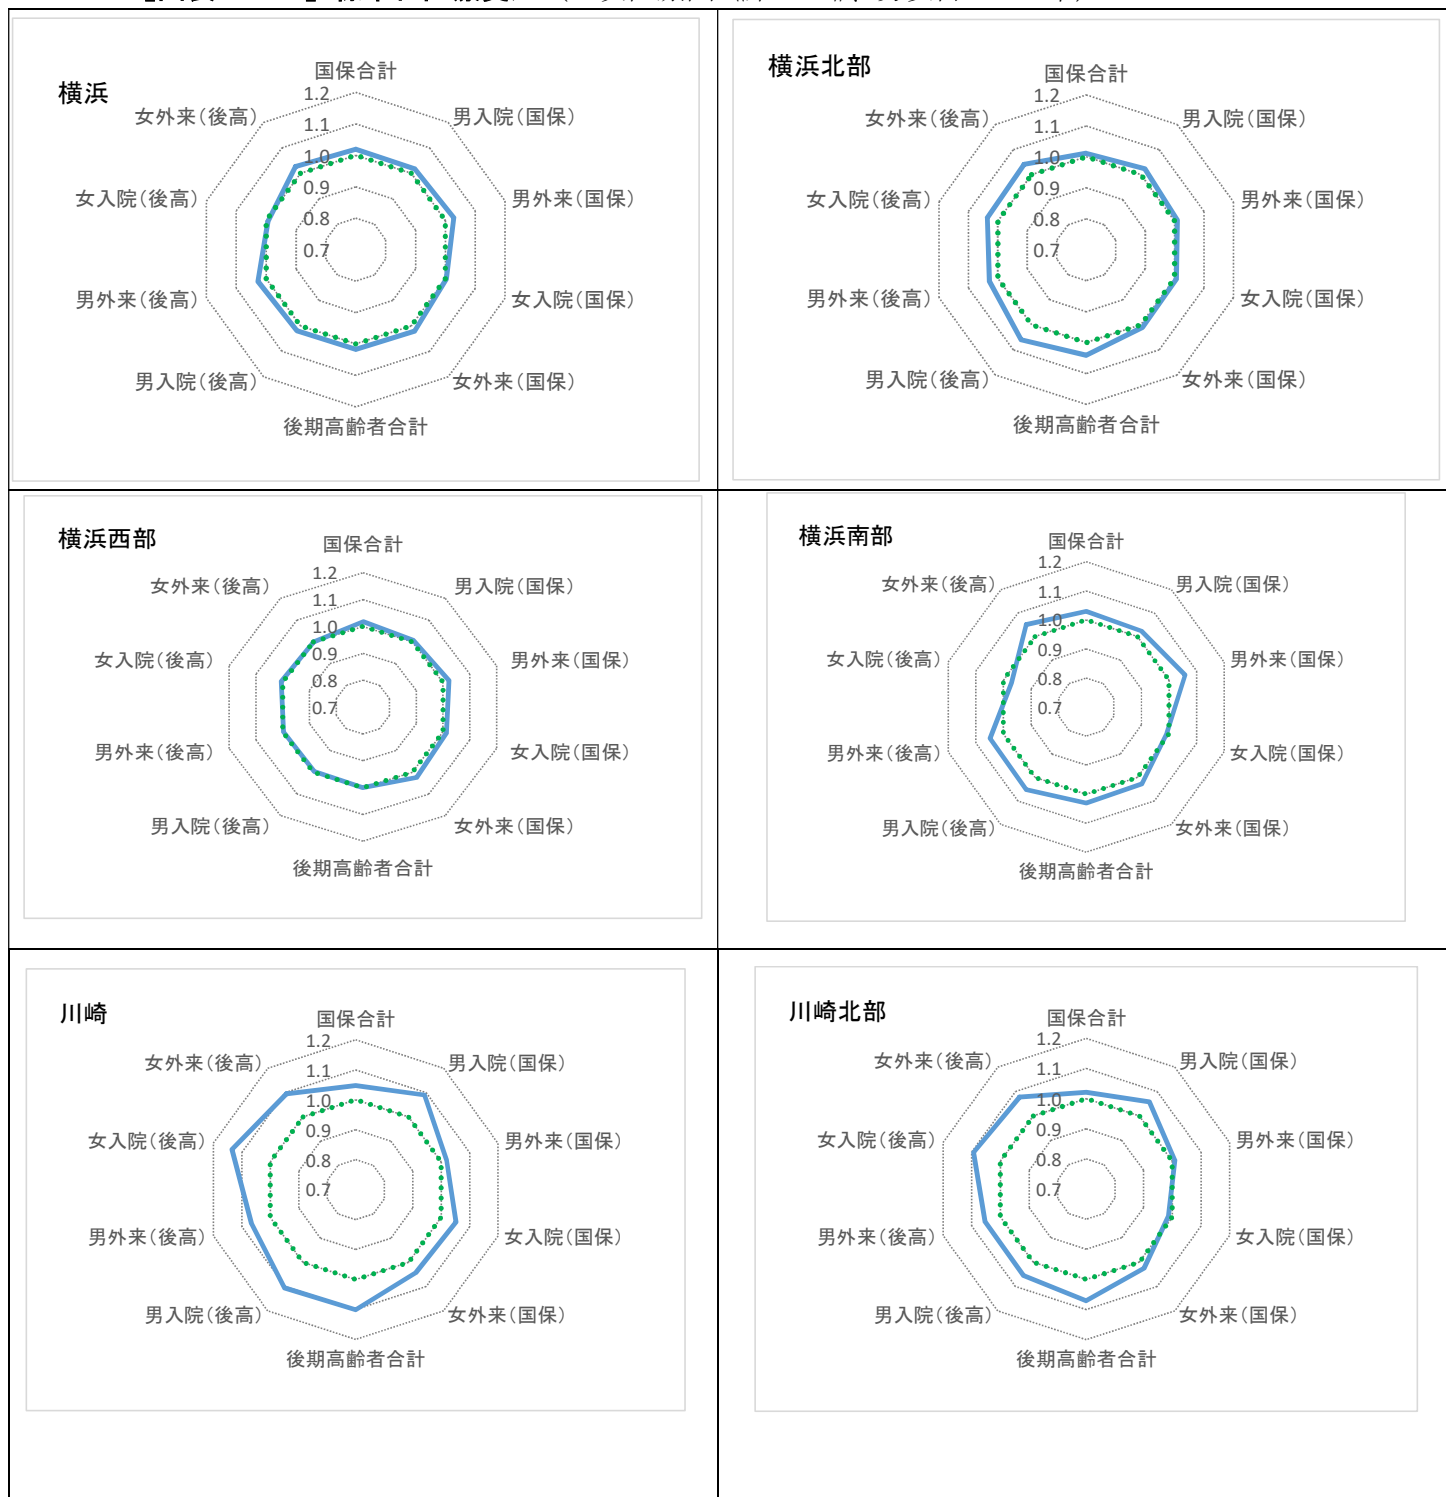 横浜
国保合計
男入院(国保)
男外来(国保)
女入院(国保)
女外来(国保)
後期高齢者合計
男入院(後高)
男外来(後高)
女入院(後高)
女外来(後高)
1.2
1.1
1.0
0.9
0.8
0.7
横浜北部
国保合計
男入院(国保)
男外来(国保)
女入院(国保)
女外来(国保)
後期高齢者合計
男入院(後高)
男外来(後高)
女入院(後高)
女外来(後高)
1.2
1.1
1.0
0.9
0.8
0.7
横浜西部
国保合計
男入院(国保)
男外来(国保)
女入院(国保)
女外来(国保)
後期高齢者合計
男入院(後高)
男外来(後高)
女入院(後高)
女外来(後高)
1.2
1.1
1.0
0.9
0.8
0.7
横浜南部
国保合計
男入院(国保)
男外来(国保)
女入院(国保)
女外来(国保)
後期高齢者合計
男入院(後高)
男外来(後高)
女入院(後高)
女外来(後高)
1.2
1.1
1.0
0.9
0.8
0.7
川崎
国保合計
男入院(国保)
男外来(国保)
女入院(国保)
女外来(国保)
後期高齢者合計
男入院(後高)
男外来(後高)
女入院(後高)
女外来(後高)
1.2
1.1
1.0
0.9
0.8
0.7
川崎北部
国保合計
男入院(国保)
男外来(国保)
女入院(国保)
女外来(国保)
後期高齢者合計
男入院(後高)
男外来(後高)
女入院(後高)
女外来(後高)
1.2
1.1
1.0
0.9
0.8
0.7